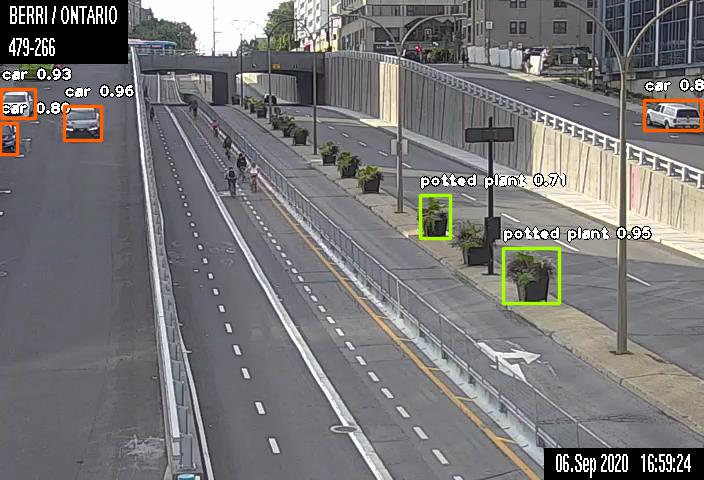 BERRI / ONTARIO
479-266
car 0.93
car 0.96
car 0.8
car 0.8
potted plant 0.71
potted plant 0.95
06.Sep 2020 16:59:24